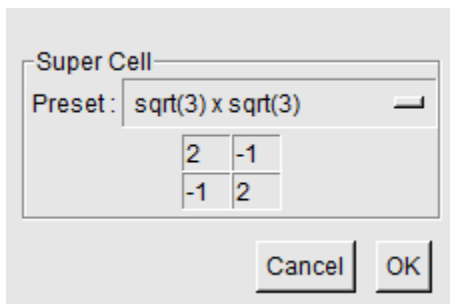 Super Cell
Preset : sqrt(3) x sqrt(3)
2 -1
-1 2
Cancel OK